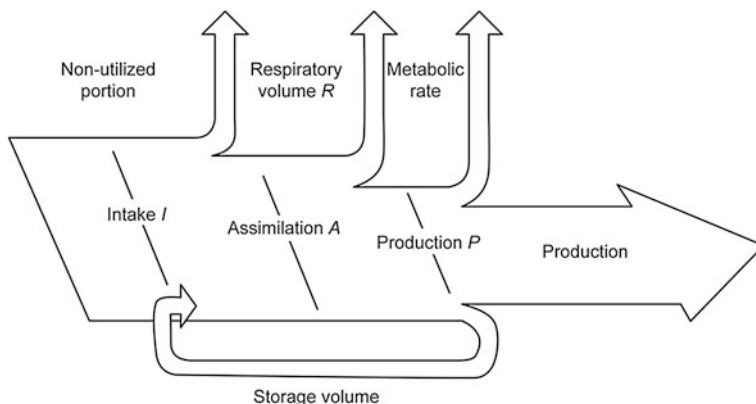 Non-utilized
portion
Respiratory
volume R
Metabolic
rate
Intake I
Assimilation A
Production P
Production
Storage volume